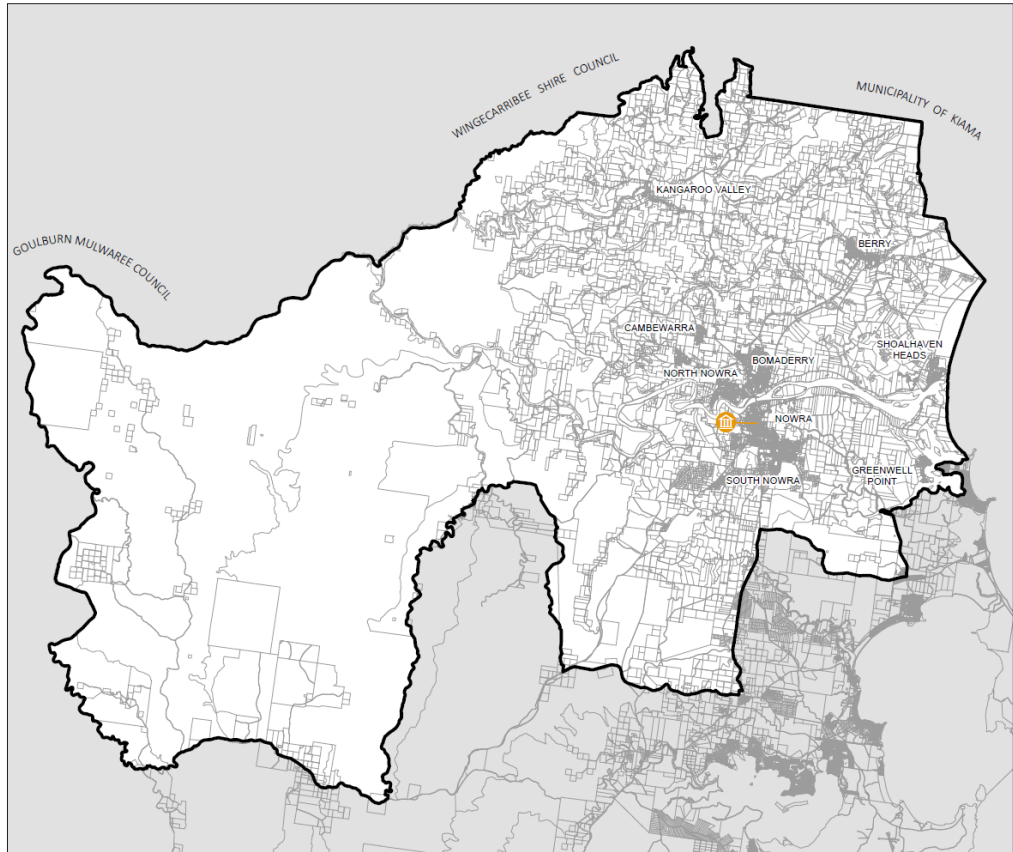 WINGECARRIBEE SHIRE COUNCIL
MUNICIPALITY OF KIAMA
GOULBURN MULWAREE COUNCIL
KANGAROO VALLEY
BERRY
CAMBEWARRA
SHOALHAVEN
HEADS
BOMADERRY
NORTH NOWRA
NOWRA
GREENWELL
POINT
SOUTH NOWRA